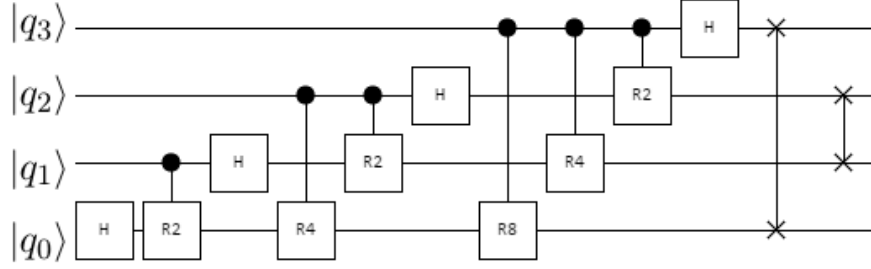 |q₃⟩ H
|q₂⟩ H R2
|q₁⟩ H R2 R4
|q₀⟩ H R2 R4 R8